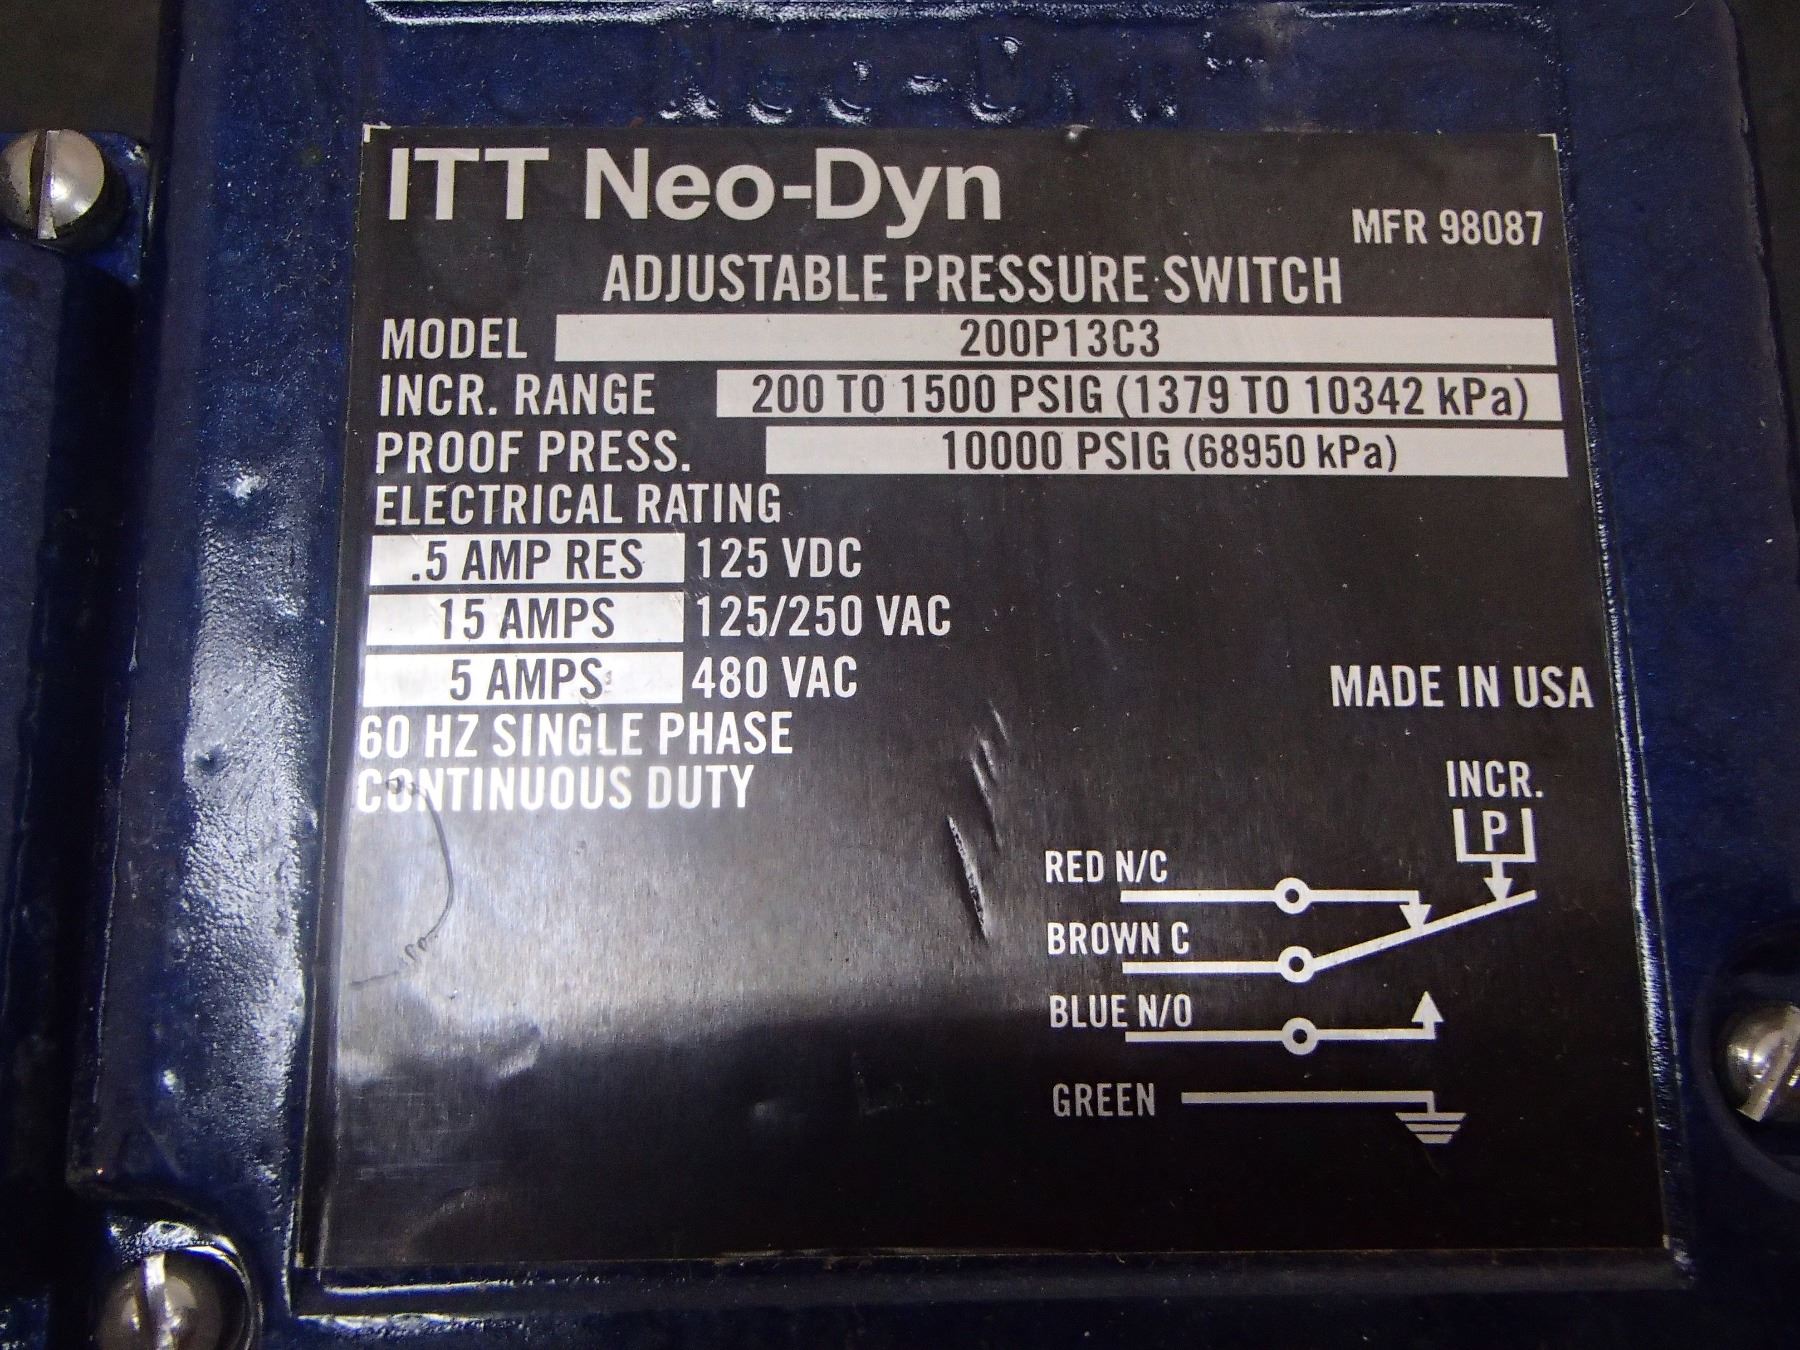 Neo-Dyn™
ITT Neo-Dyn
MFR 98087
ADJUSTABLE PRESSURE SWITCH
MODEL 200P13C3
INCR. RANGE 200 TO 1500 PSIG (1379 TO 10342 kPa)
PROOF PRESS. 10000 PSIG (68950 kPa)
ELECTRICAL RATING
.5 AMP RES 125 VDC
15 AMPS 125/250 VAC
5 AMPS 480 VAC
60 HZ SINGLE PHASE
CONTINUOUS DUTY
MADE IN USA
INCR.
P
RED N/C
BROWN C
BLUE N/O
GREEN